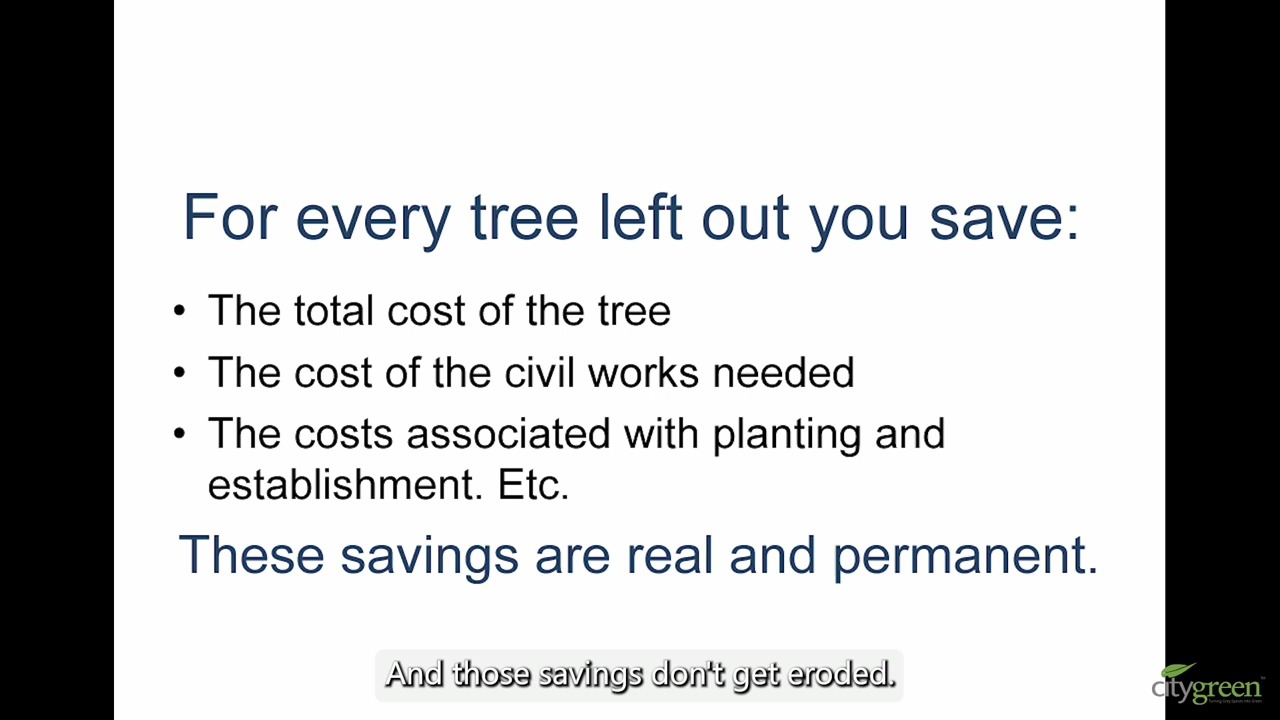 For every tree left out you save:
• The total cost of the tree
• The cost of the civil works needed
• The costs associated with planting and
establishment. Etc.
These savings are real and permanent.
And those savings don't get eroded.
citygreen